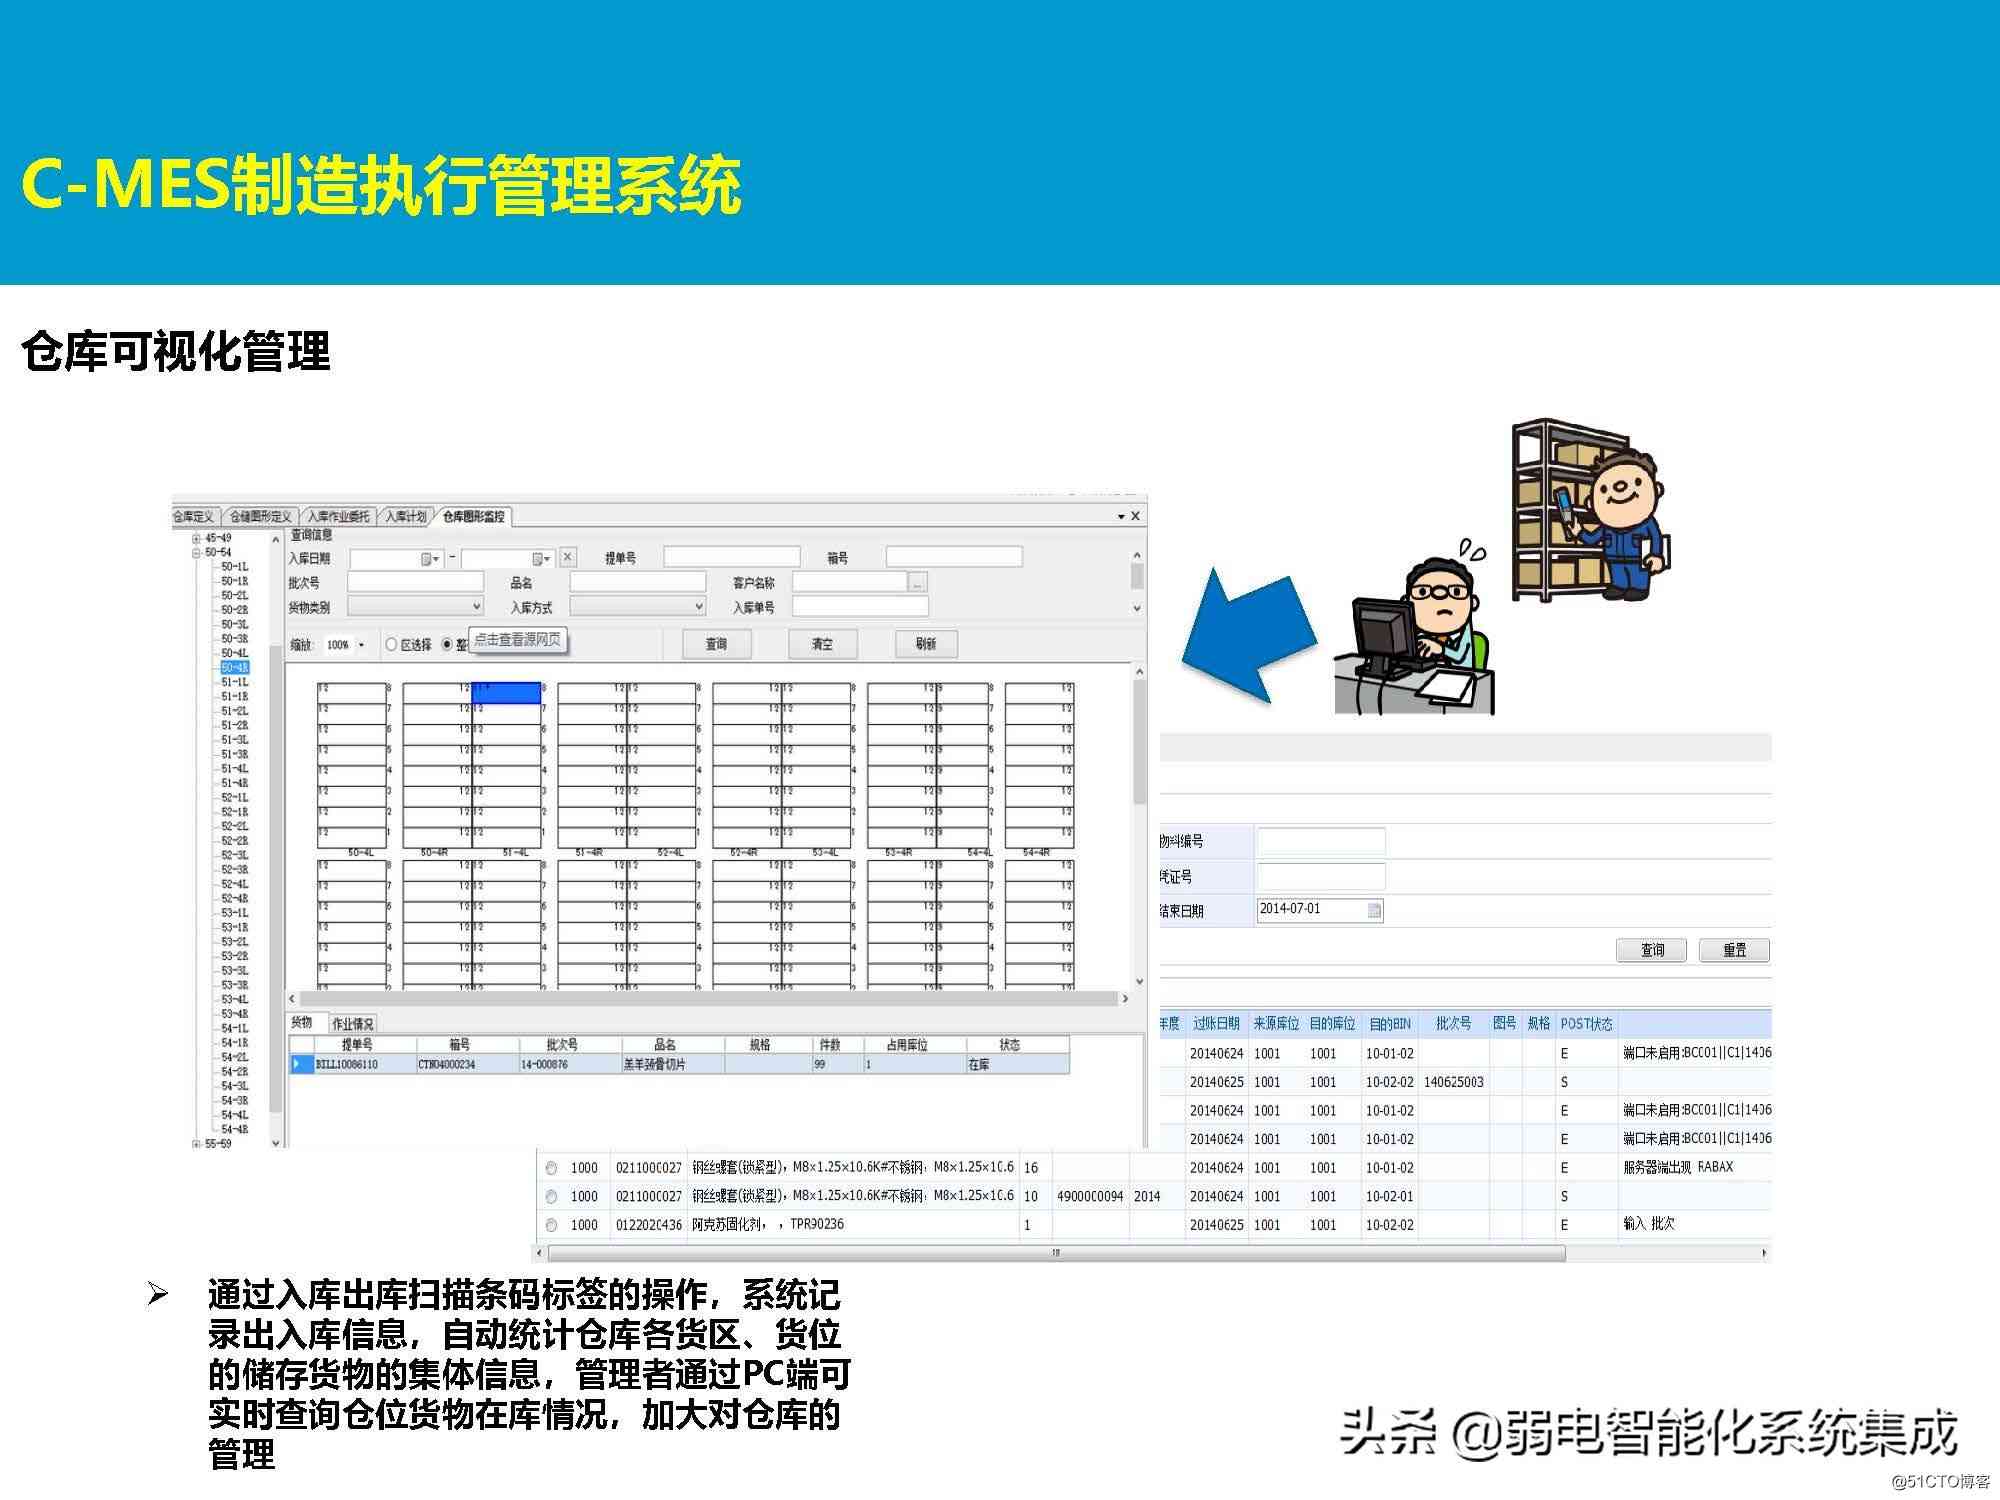 C-MES制造执行管理系统
仓库可视化管理
仓库定义 仓储图形定义 入库作业委托 入库计划 仓库图形监控
查询信息
入库日期 - 提单号 箱号
批次号 品名 客户名称 ...
货物类别 入库方式 入库单号
缩放: 100% 区选择 点击查看源网页 查询 清空 刷新
45-49
50-54
50-1L
50-1R
50-2L
50-2R
50-3L
50-3R
50-4L
50-4R
51-1L
51-1R
51-2L
51-2R
51-3L
51-3R
51-4L
51-4R
52-1L
52-1R
52-2L
52-2R
52-3L
52-3R
52-4L
52-4R
53-1L
53-1R
53-2L
53-2R
53-3L
53-3R
53-4L
53-4R
54-1L
54-1R
54-2L
54-2R
54-3L
54-3R
54-4L
54-4R
55-59
50-4L 50-4R 51-4L 51-4R 52-4L 52-4R 53-4L 53-4R 54-4L 54-4R
货物 作业情况
提单号 箱号 批次号 品名 规格 件数 占用库位 状态
BILL10086110 CTN04000234 14-000876 羔羊颈骨切片 99 1 在库
物料编号
凭证号
结束日期 2014-07-01
查询 重置
年度 过账日期 来源库位 目的库位 目的BIN 批次号 图号 规格 POST状态
20140624 1001 1001 10-01-02 E 端口未启用:BC001||C1|1406
20140625 1001 1001 10-02-02 140625003 S
20140624 1001 1001 10-01-02 E 端口未启用:BC001||C1|1406
20140624 1001 1001 10-01-02 E 端口未启用:BC001||C1|1406
1000 0211000027 钢丝螺套(锁紧型)，M8×1.25×10.6K#不锈钢；M8×1.25×10.6 16 20140624 1001 1001 10-01-02 E 服务器端出现 RABAX
1000 0211000027 钢丝螺套(锁紧型)，M8×1.25×10.6K#不锈钢；M8×1.25×10.6 10 4900000094 2014 20140624 1001 1001 10-02-01 S
1000 0122020436 阿克苏固化剂，，TPR90236 1 20140625 1001 1001 10-02-02 E 输入 批次
通过入库出库扫描条码标签的操作，系统记
录出入库信息，自动统计仓库各货区、货位
的储存货物的集体信息，管理者通过PC端可
实时查询仓位货物在库情况，加大对仓库的
管理
头条 @弱电智能化系统集成
@51CTO博客